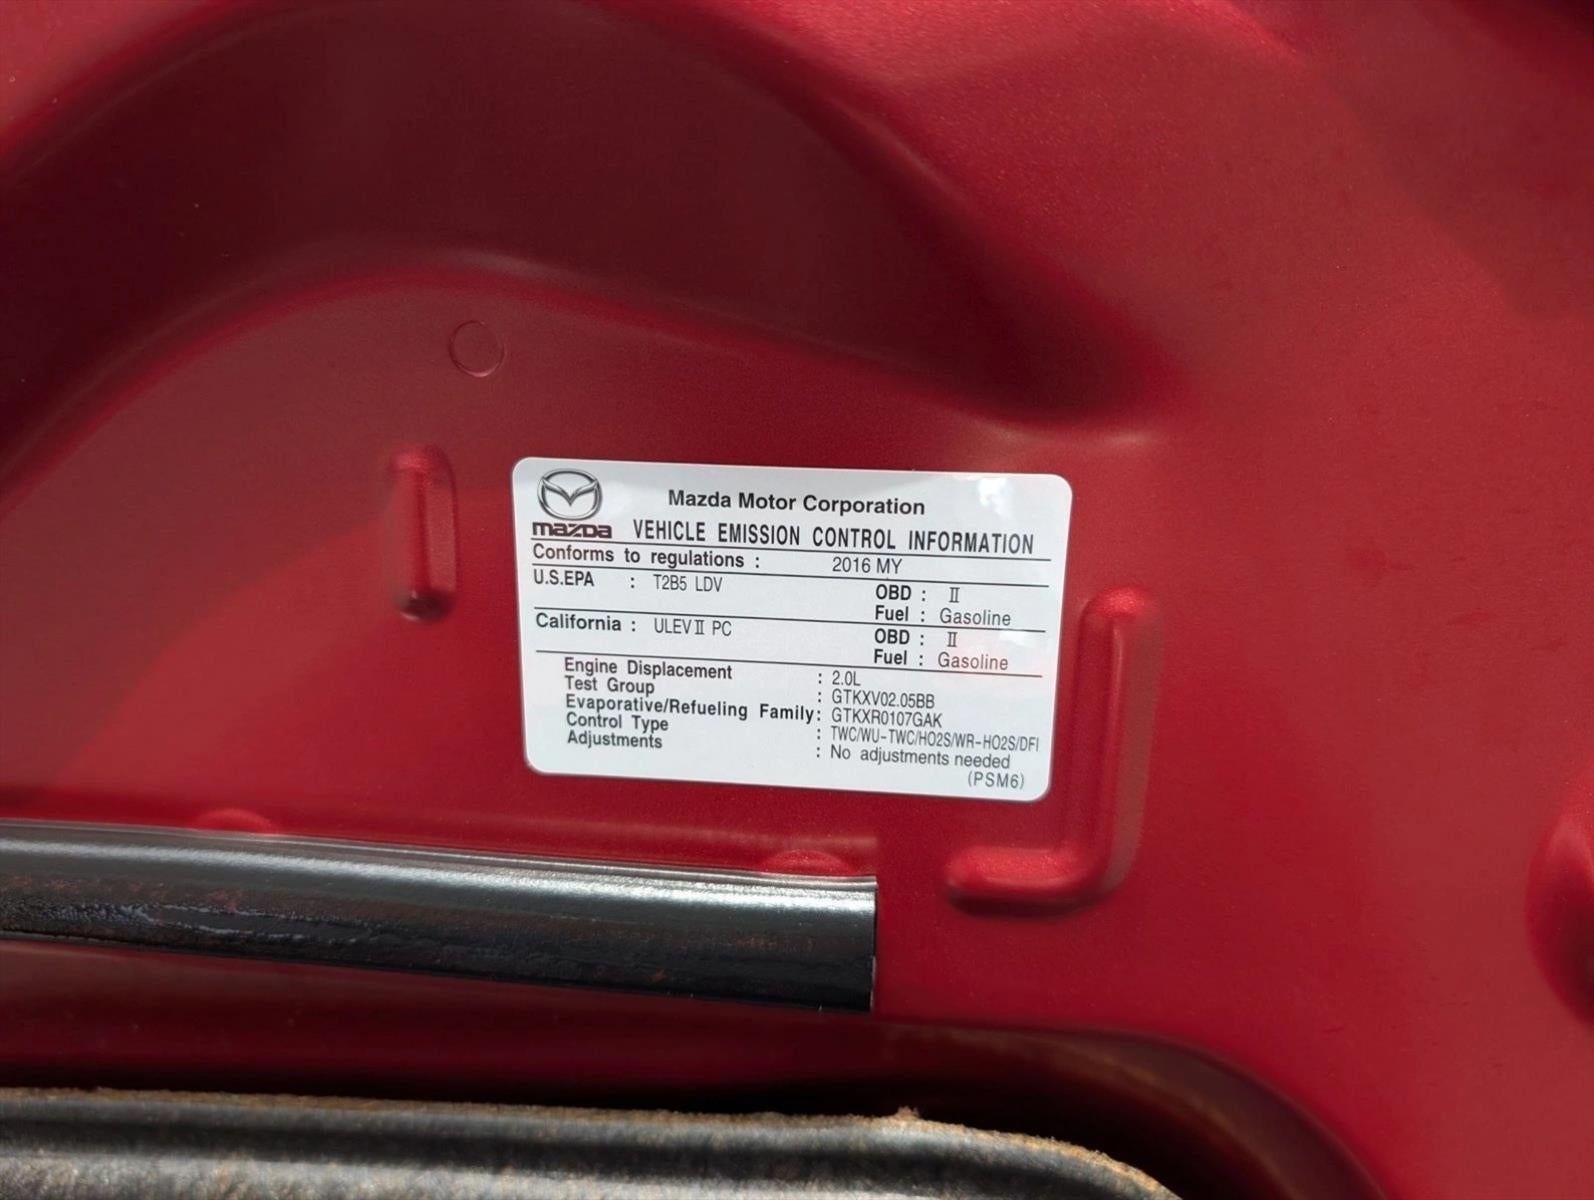 Mazda Motor Corporation
mazda VEHICLE EMISSION CONTROL INFORMATION
Conforms to regulations : 2016 MY
U.S.EPA : T2B5 LDV OBD : II
Fuel : Gasoline
California : ULEV II PC OBD : II
Fuel : Gasoline
Engine Displacement : 2.0L
Test Group : GTKXV02.05BB
Evaporative/Refueling Family : GTKXR0107GAK
Control Type : TWC/WU-TWC/HO2S/WR-HO2S/DFI
Adjustments : No adjustments needed
(PSM6)